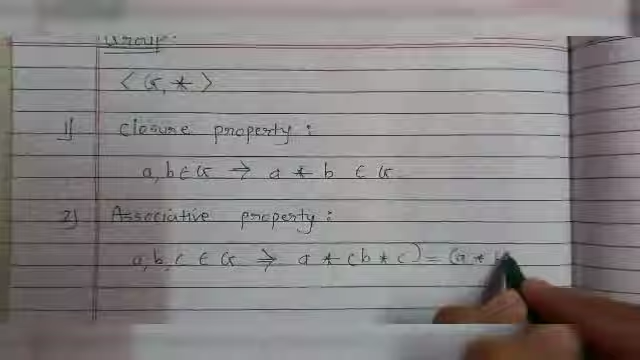 Group:
< G, * >
1) Closure property :
a, b ∈ G ⇒ a * b ∈ G
2) Associative property :
a, b, c ∈ G ⇒ a * (b * c) = (a * b